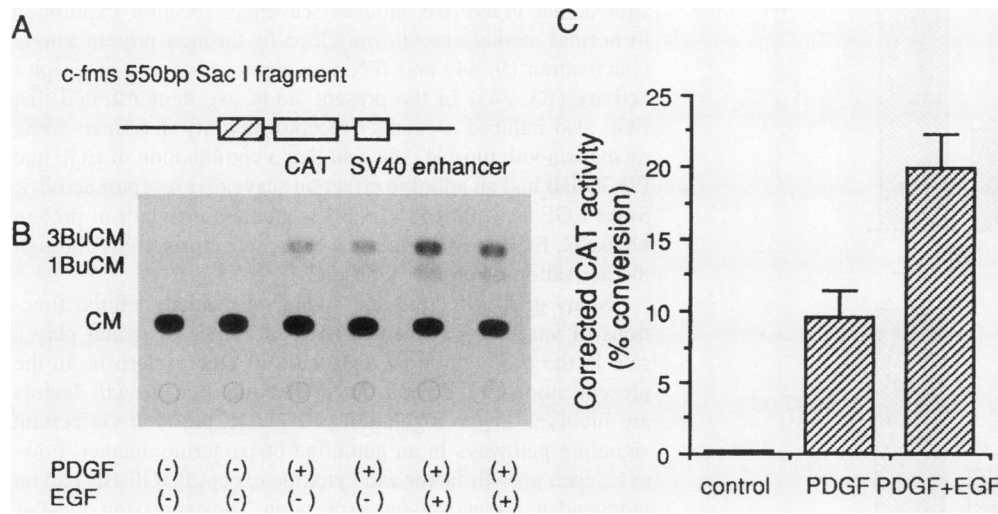 A
c-fms 550bp Sac I fragment
CAT SV40 enhancer
B
3BuCM
1BuCM
CM
PDGF (-) (-) (+) (+) (+) (+)
EGF (-) (-) (-) (-) (+) (+)
C
Corrected CAT activity
(% conversion)
25
20
15
10
5
0
control PDGF PDGF+EGF